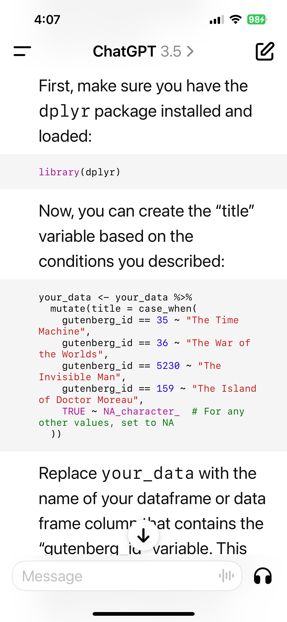 4:07
98
ChatGPT 3.5 >
First, make sure you have the
dplyr package installed and
loaded:
library(dplyr)
Now, you can create the “title”
variable based on the
conditions you described:
your_data <- your_data %>%
mutate(title = case_when(
gutenberg_id == 35 ~ "The Time
Machine",
gutenberg_id == 36 ~ "The War of
the Worlds",
gutenberg_id == 5230 ~ "The
Invisible Man",
gutenberg_id == 159 ~ "The Island
of Doctor Moreau",
TRUE ~ NA_character_  # For any
other values, set to NA
))
Replace your_data with the
name of your dataframe or data
frame column that contains the
“gutenberg_id” variable. This
Message